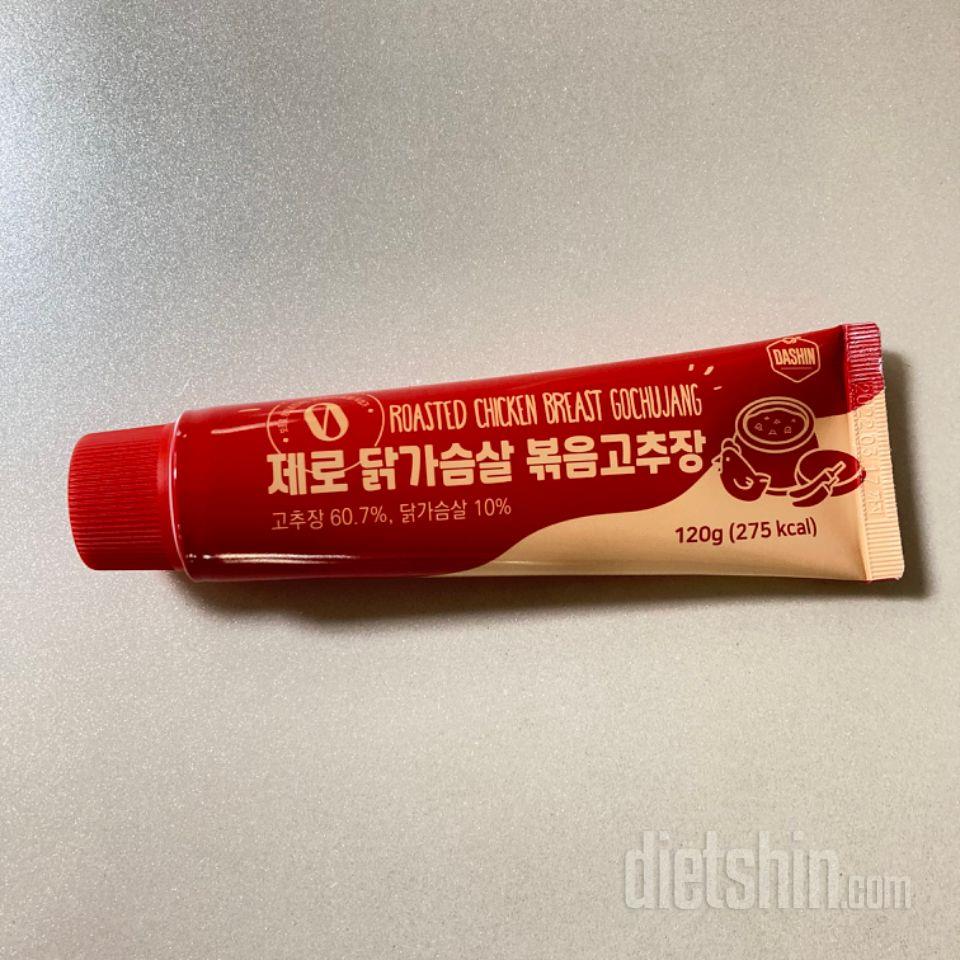 DASHIN
ROASTED CHICKEN BREAST GOCHUJANG
제로 닭가슴살 볶음고추장
고추장 60.7%, 닭가슴살 10%
120g (275 kcal)
dietshin.com